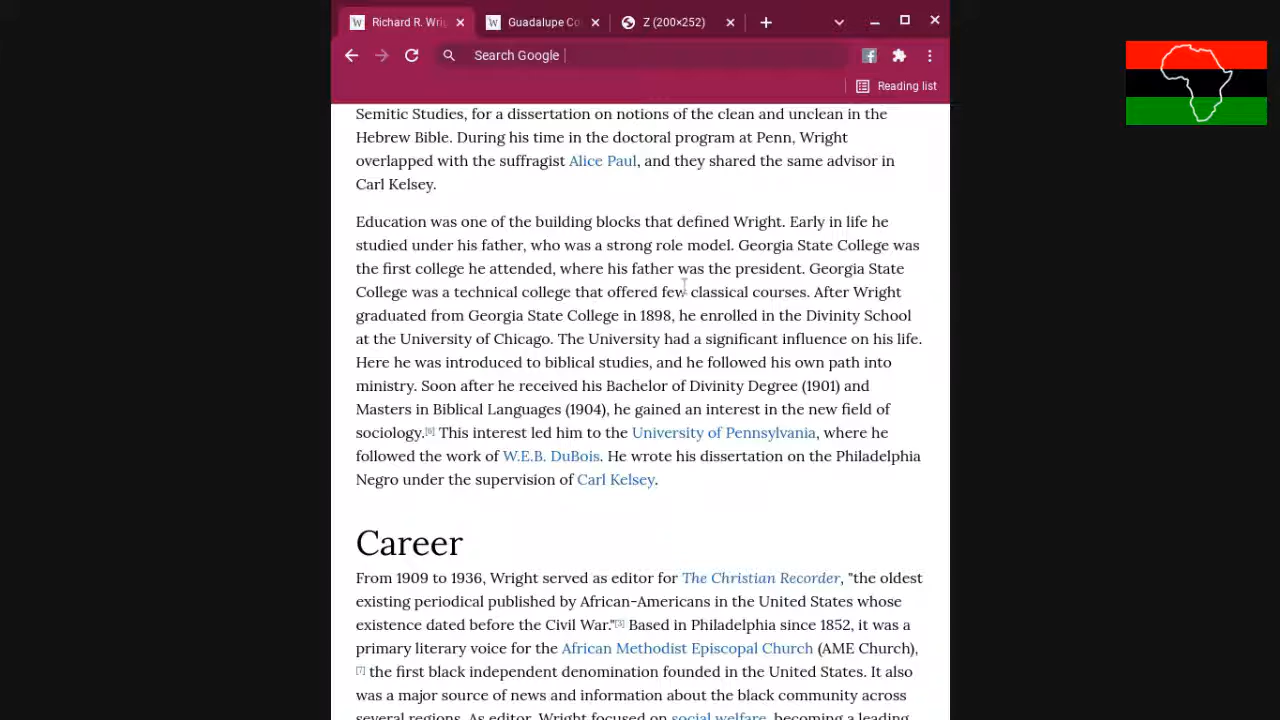 Richard R. Wri
Guadalupe Co
Z (200×252)
Search Google
Reading list
Semitic Studies, for a dissertation on notions of the clean and unclean in the
Hebrew Bible. During his time in the doctoral program at Penn, Wright
overlapped with the suffragist Alice Paul, and they shared the same advisor in
Carl Kelsey.
Education was one of the building blocks that defined Wright. Early in life he
studied under his father, who was a strong role model. Georgia State College was
the first college he attended, where his father was the president. Georgia State
College was a technical college that offered few classical courses. After Wright
graduated from Georgia State College in 1898, he enrolled in the Divinity School
at the University of Chicago. The University had a significant influence on his life.
Here he was introduced to biblical studies, and he followed his own path into
ministry. Soon after he received his Bachelor of Divinity Degree (1901) and
Masters in Biblical Languages (1904), he gained an interest in the new field of
sociology. This interest led him to the University of Pennsylvania, where he
followed the work of W.E.B. DuBois. He wrote his dissertation on the Philadelphia
Negro under the supervision of Carl Kelsey.
Career
From 1909 to 1936, Wright served as editor for The Christian Recorder, "the oldest
existing periodical published by African-Americans in the United States whose
existence dated before the Civil War."[3] Based in Philadelphia since 1852, it was a
primary literary voice for the African Methodist Episcopal Church (AME Church),
[7] the first black independent denomination founded in the United States. It also
was a major source of news and information about the black community across
several regions. As editor, Wright focused on social welfare, becoming a leading